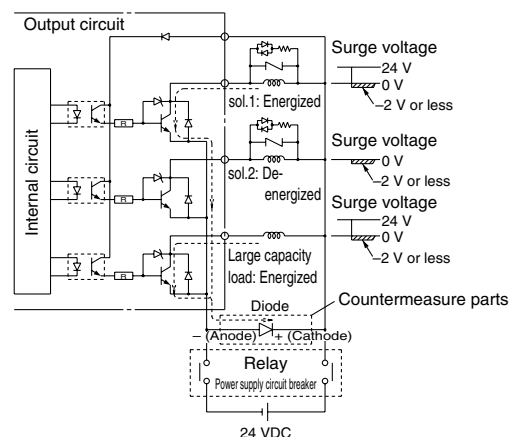 Output circuit
Internal circuit
R
R
R
sol.1: Energized
sol.2: De-
energized
Large capacity
load: Energized
Surge voltage
24 V
0 V
–2 V or less
Surge voltage
0 V
–2 V or less
Surge voltage
24 V
0 V
–2 V or less
Diode
Countermeasure parts
– (Anode) + (Cathode)
Relay
Power supply circuit breaker
24 VDC